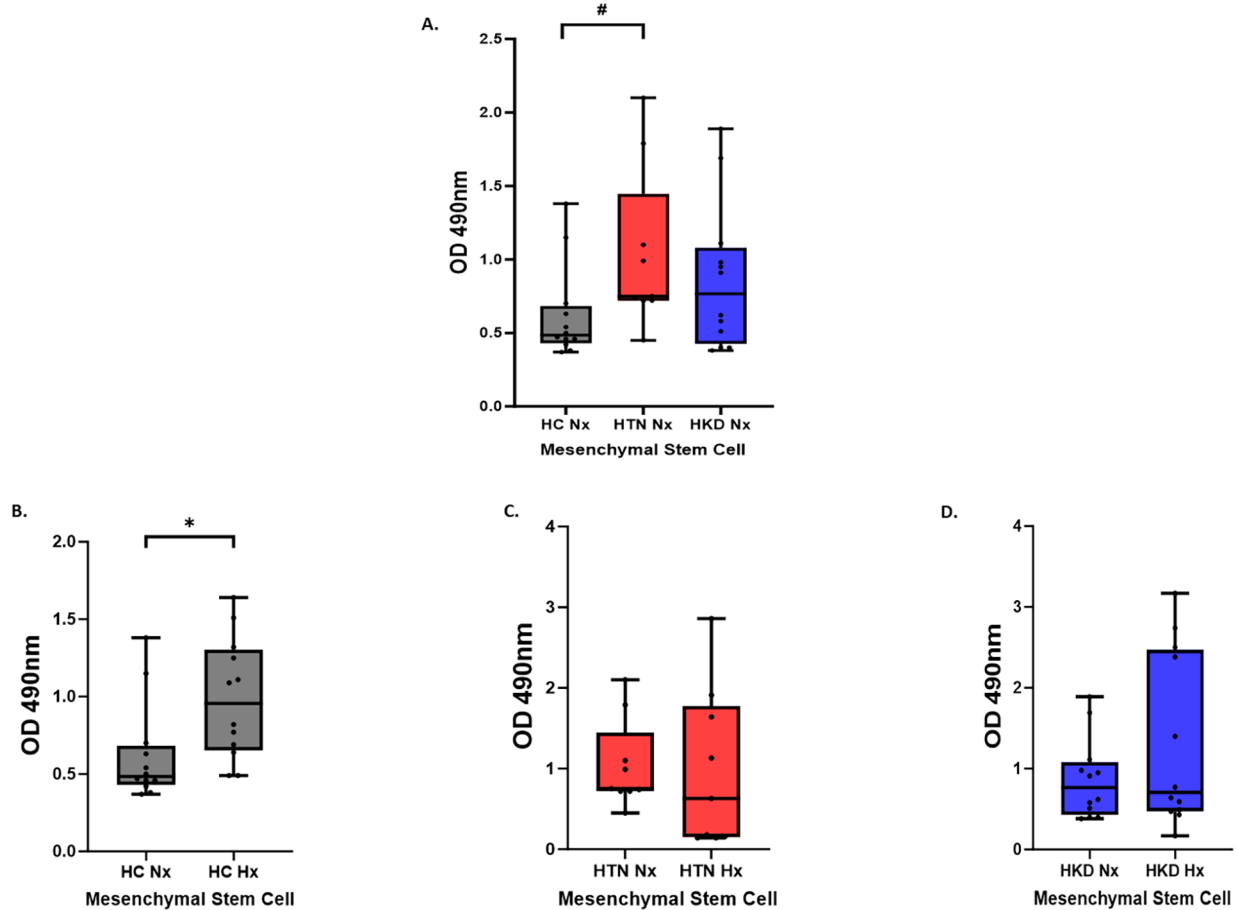 A.
#
2.5
2.0
1.5
1.0
0.5
0.0
OD 490nm
HC Nx HTN Nx HKD Nx
Mesenchymal Stem Cell
B.
*
2.0
1.5
1.0
0.5
0.0
OD 490nm
HC Nx HC Hx
Mesenchymal Stem Cell
C.
4
3
2
1
0
OD 490nm
HTN Nx HTN Hx
Mesenchymal Stem Cell
D.
4
3
2
1
0
OD 490nm
HKD Nx HKD Hx
Mesenchymal Stem Cell